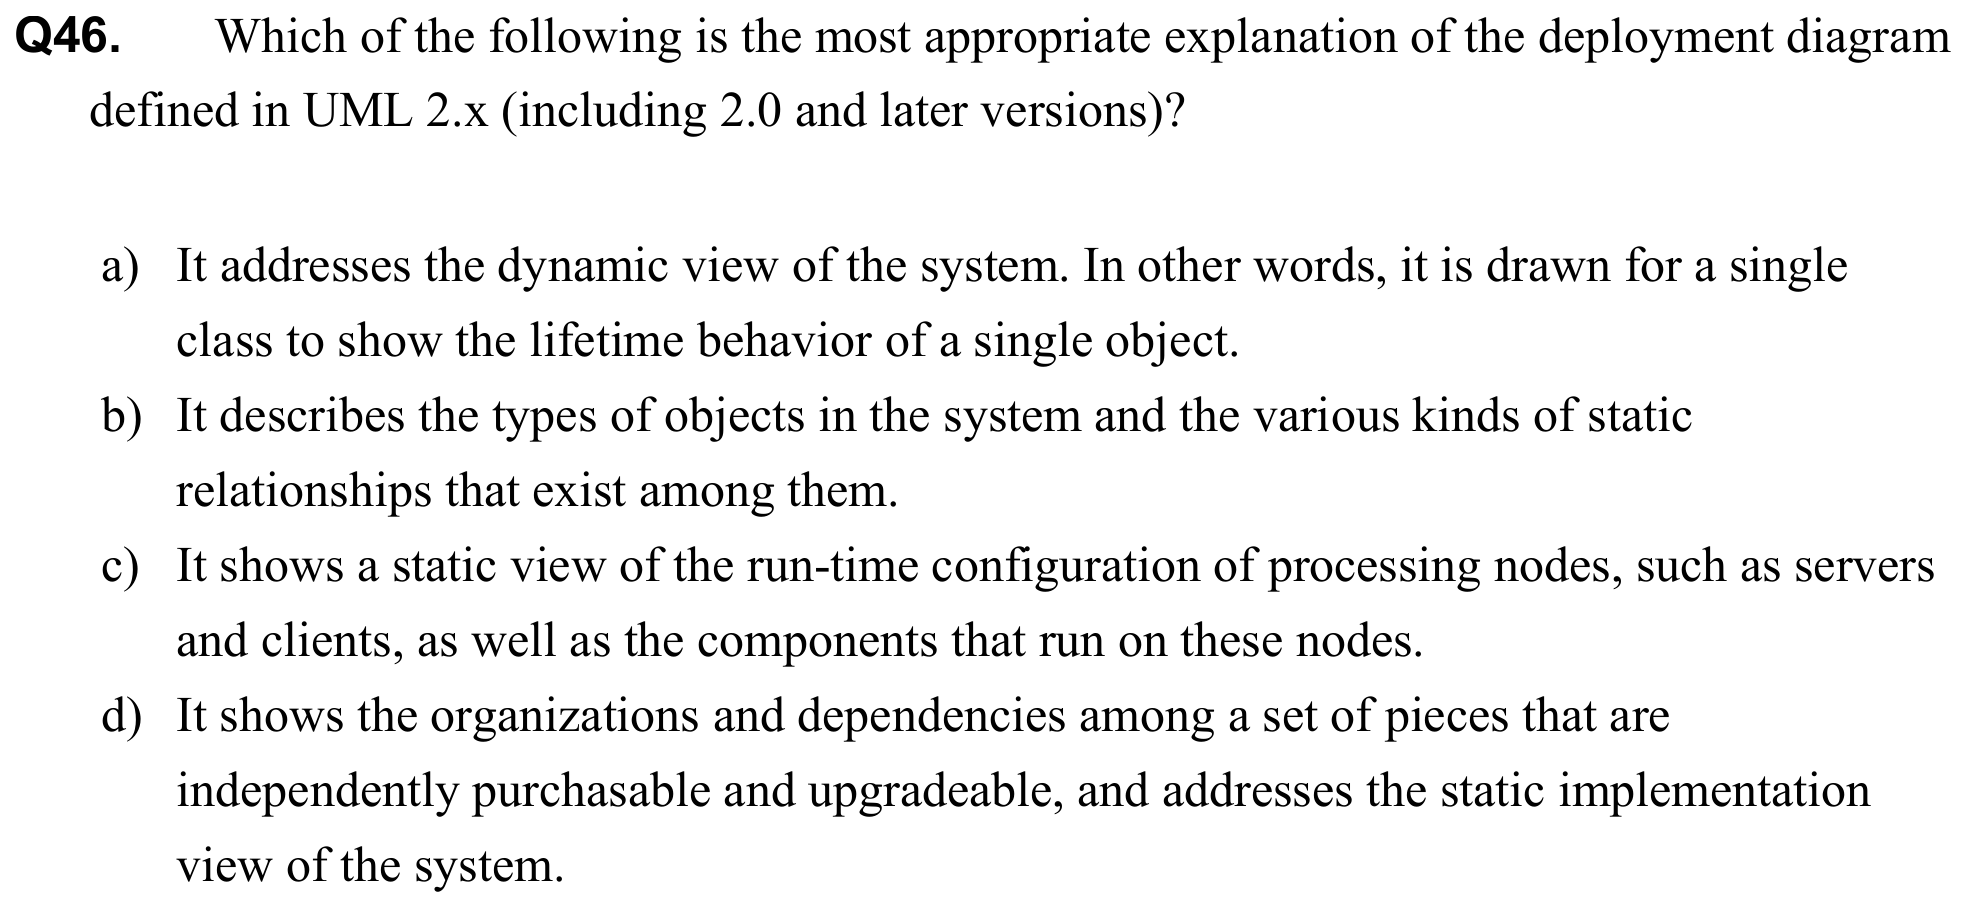 Q46. Which of the following is the most appropriate explanation of the deployment diagram
defined in UML 2.x (including 2.0 and later versions)?
a) It addresses the dynamic view of the system. In other words, it is drawn for a single
class to show the lifetime behavior of a single object.
b) It describes the types of objects in the system and the various kinds of static
relationships that exist among them.
c) It shows a static view of the run-time configuration of processing nodes, such as servers
and clients, as well as the components that run on these nodes.
d) It shows the organizations and dependencies among a set of pieces that are
independently purchasable and upgradeable, and addresses the static implementation
view of the system.